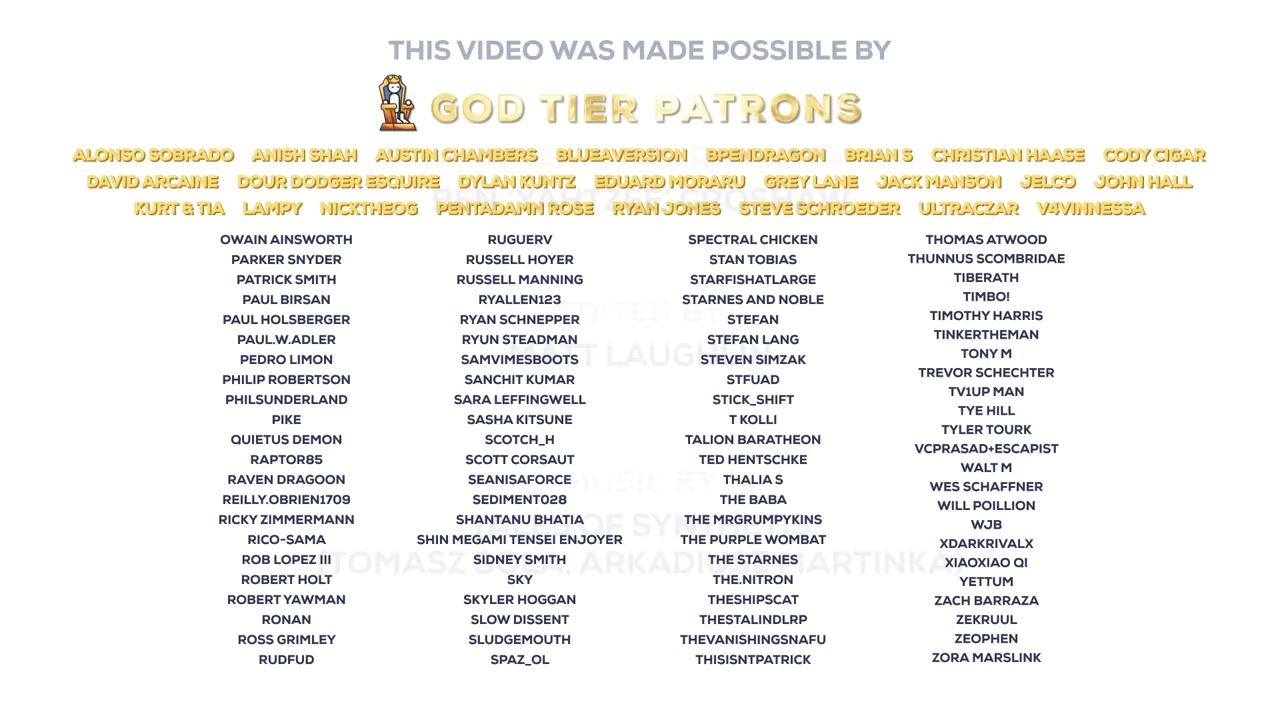 THIS VIDEO WAS MADE POSSIBLE BY
GOD TIER PATRONS
ALONSO SOBRADO ANISH SHAH AUSTIN CHAMBERS BLUEAVERSION BPENDRAGON BRIAN S CHRISTIAN HAASE CODY CIGAR
DAVID ARCAINE DOUR DODGER ESQUIRE DYLAN KUNTZ EDUARD MORARU GREY LANE JACK MANSON JELCO JOHN HALL
KURT & TIA LAMPY NICKTHEOG PENTADAMN ROSE RYAN JONES STEVE SCHROEDER ULTRACZAR V4VINNESSA
OWAIN AINSWORTH
PARKER SNYDER
PATRICK SMITH
PAUL BIRSAN
PAUL HOLSBERGER
PAUL.W.ADLER
PEDRO LIMON
PHILIP ROBERTSON
PHILSUNDERLAND
PIKE
QUIETUS DEMON
RAPTOR85
RAVEN DRAGOON
REILLY.OBRIEN1709
RICKY ZIMMERMANN
RICO-SAMA
ROB LOPEZ III
ROBERT HOLT
ROBERT YAWMAN
RONAN
ROSS GRIMLEY
RUDFUD
RUGUERV
RUSSELL HOYER
RUSSELL MANNING
RYALLEN123
RYAN SCHNEPPER
RYUN STEADMAN
SAMVIMESBOOTS
SANCHIT KUMAR
SARA LEFFINGWELL
SASHA KITSUNE
SCOTCH_H
SCOTT CORSAUT
SEANISAFORCE
SEDIMENT028
SHANTANU BHATIA
SHIN MEGAMI TENSEI ENJOYER
SIDNEY SMITH
SKY
SKYLER HOGGAN
SLOW DISSENT
SLUDGEMOUTH
SPAZ_OL
SPECTRAL CHICKEN
STAN TOBIAS
STARFISHATLARGE
STARNES AND NOBLE
STEFAN
STEFAN LANG
STEVEN SIMZAK
STFUAD
STICK_SHIFT
T KOLLI
TALION BARATHEON
TED HENTSCHKE
THALIA S
THE BABA
THE MRGRUMPYKINS
THE PURPLE WOMBAT
THE STARNES
THE.NITRON
THESHIPSCAT
THESTALINDLRP
THEVANISHINGSNAFU
THISISNTPATRICK
THOMAS ATWOOD
THUNNUS SCOMBRIDAE
TIBERATH
TIMBO!
TIMOTHY HARRIS
TINKERTHEMAN
TONY M
TREVOR SCHECHTER
TV1UP MAN
TYE HILL
TYLER TOURK
VCPRASAD+ESCAPIST
WALT M
WES SCHAFFNER
WILL POILLION
WJB
XDARKRIVALX
XIAOXIAO QI
YETTUM
ZACH BARRAZA
ZEKRUUL
ZEOPHEN
ZORA MARSLINK
EDITED BY
MATT LAUGHLIN
MUSIC BY